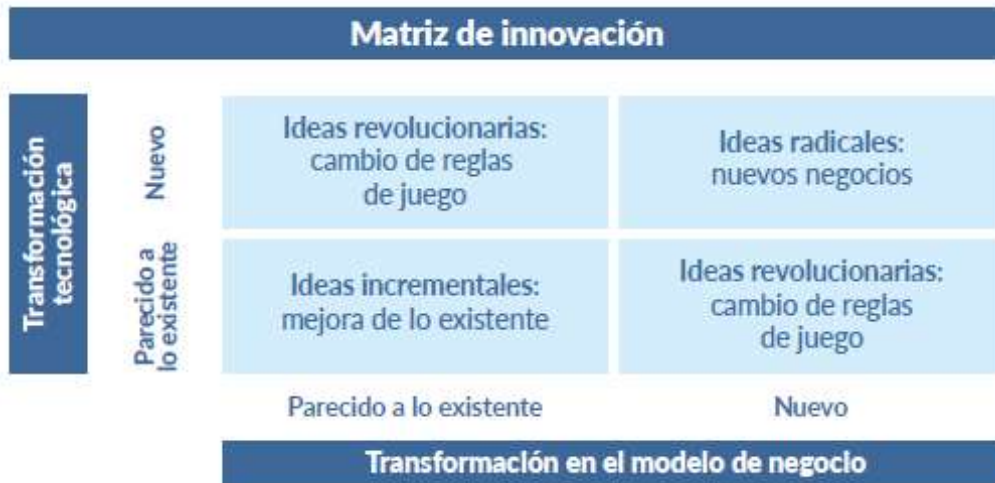 Matriz de innovación
Transformación
tecnológica
Nuevo
Ideas revolucionarias:
cambio de reglas
de juego
Ideas radicales:
nuevos negocios
Parecido a
lo existente
Ideas incrementales:
mejora de lo existente
Ideas revolucionarias:
cambio de reglas
de juego
Parecido a lo existente
Nuevo
Transformación en el modelo de negocio